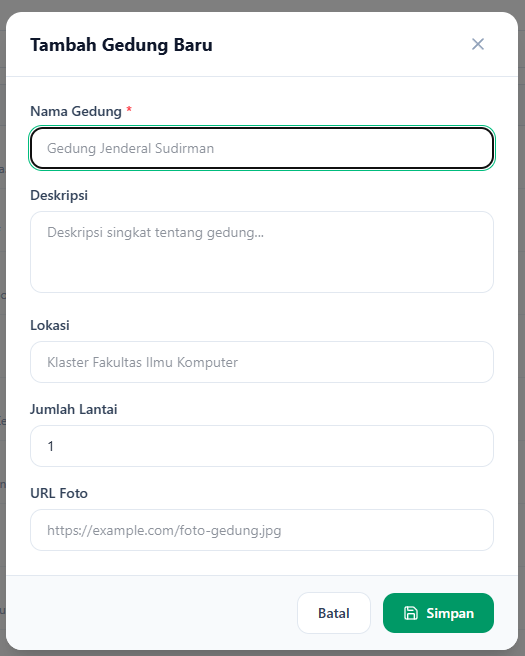 Tambah Gedung Baru
Nama Gedung *
Gedung Jenderal Sudirman
Deskripsi
Deskripsi singkat tentang gedung...
Lokasi
Klaster Fakultas Ilmu Komputer
Jumlah Lantai
1
URL Foto
https://example.com/foto-gedung.jpg
Batal
Simpan